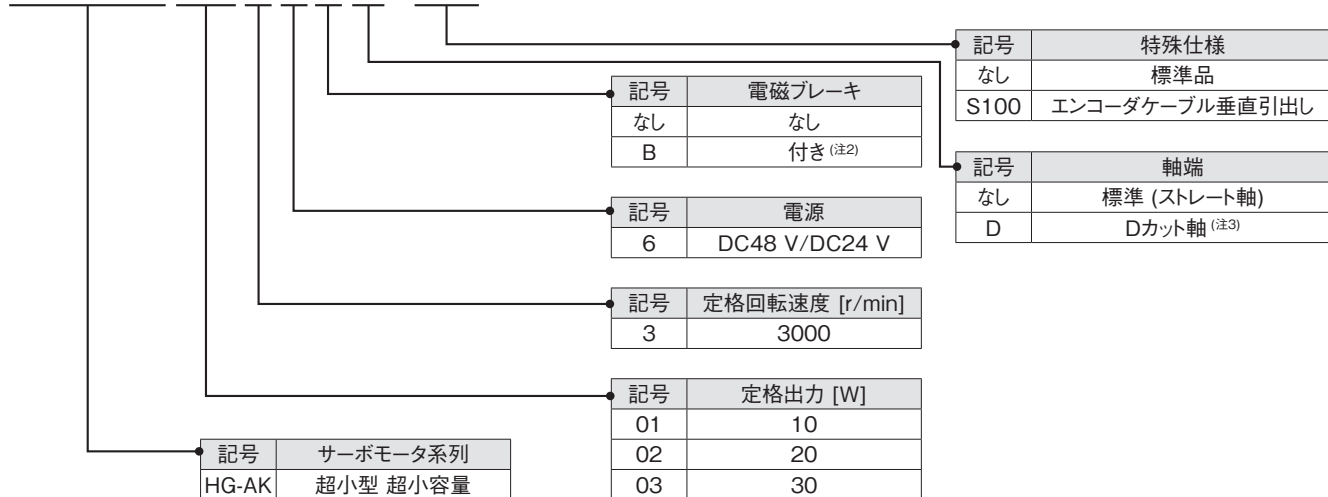 記号 特殊仕様
なし 標準品
S100 エンコーダケーブル垂直引出し
記号 電磁ブレーキ
なし なし
B 付き (注2)
記号 軸端
なし 標準 (ストレート軸)
D Dカット軸 (注3)
記号 電源
6 DC48 V/DC24 V
記号 定格回転速度 [r/min]
3 3000
記号 定格出力 [W]
01 10
02 20
03 30
記号 サーボモータ系列
HG-AK 超小型 超小容量